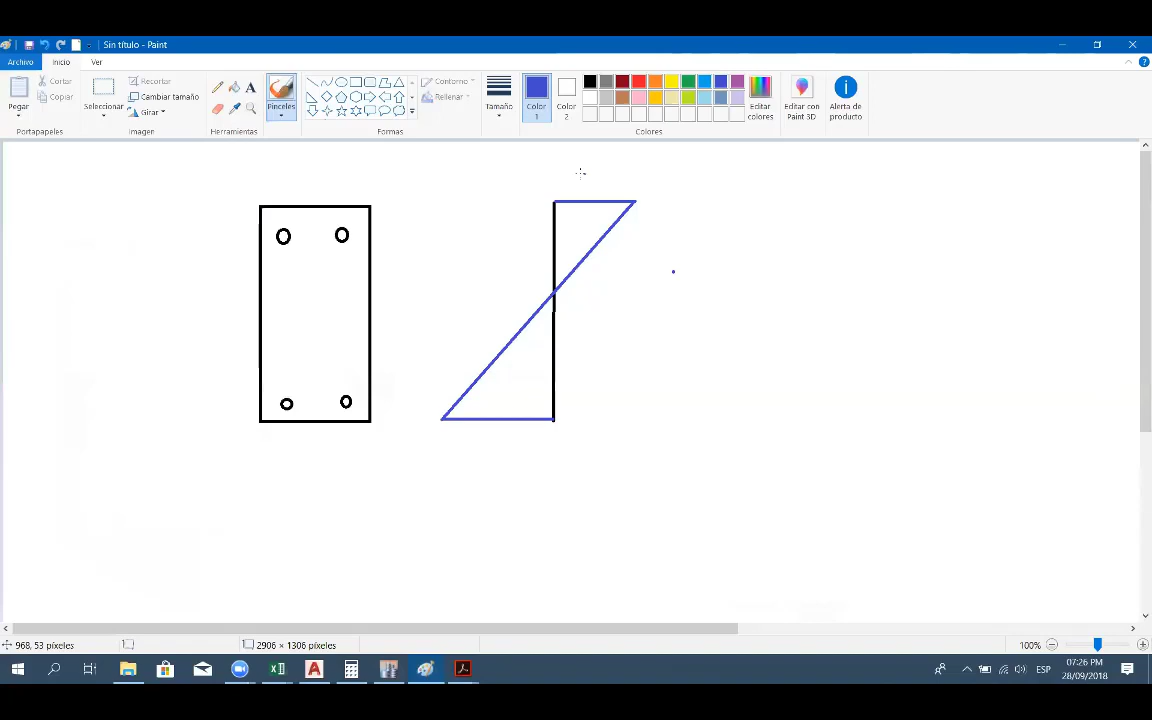 Sin título - Paint
Archivo Inicio Ver
Pegar
Cortar
Copiar
Portapapeles
Seleccionar
Recortar
Cambiar tamaño
Girar
Imagen
A
Herramientas
Pinceles
Contorno
Rellenar
Formas
Tamaño
Color 1
Color 2
Colores
Editar colores
Editar con Paint 3D
Alerta de producto
968, 53 píxeles
2906 × 1306 píxeles
100%
ESP
07:26 PM
28/09/2018